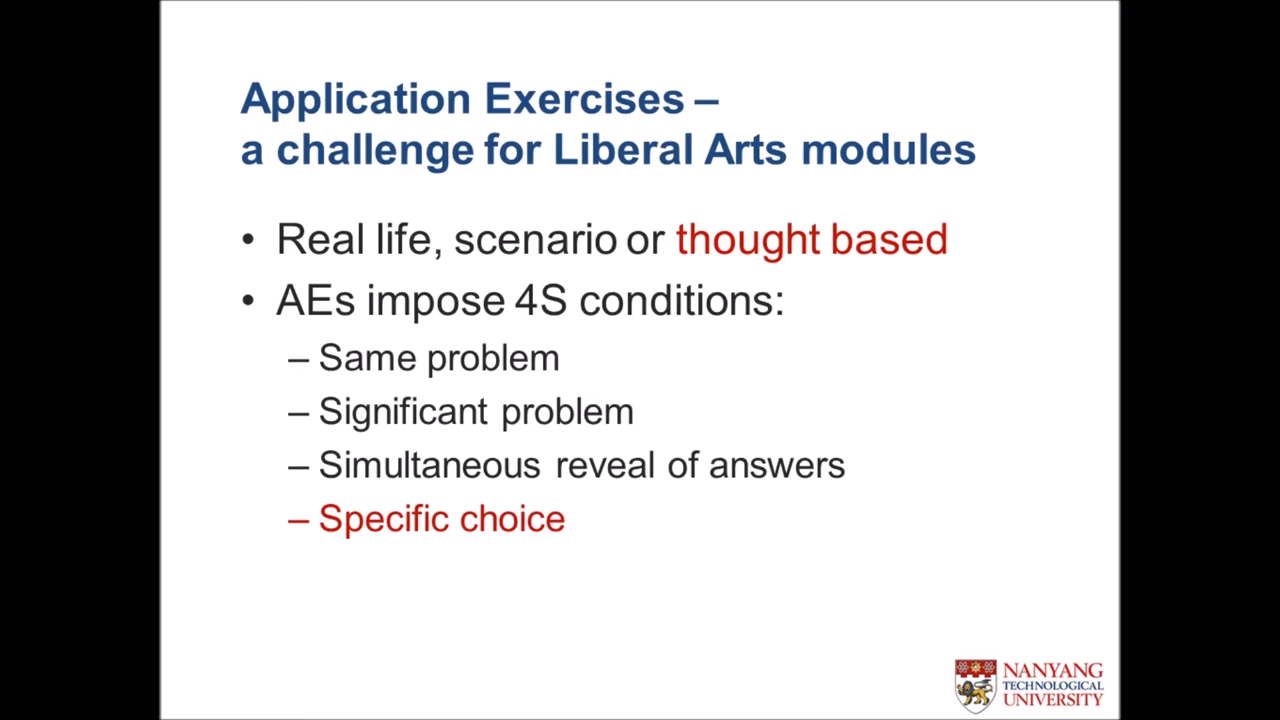 Application Exercises –
a challenge for Liberal Arts modules
• Real life, scenario or thought based
• AEs impose 4S conditions:
– Same problem
– Significant problem
– Simultaneous reveal of answers
– Specific choice
NANYANG
TECHNOLOGICAL
UNIVERSITY